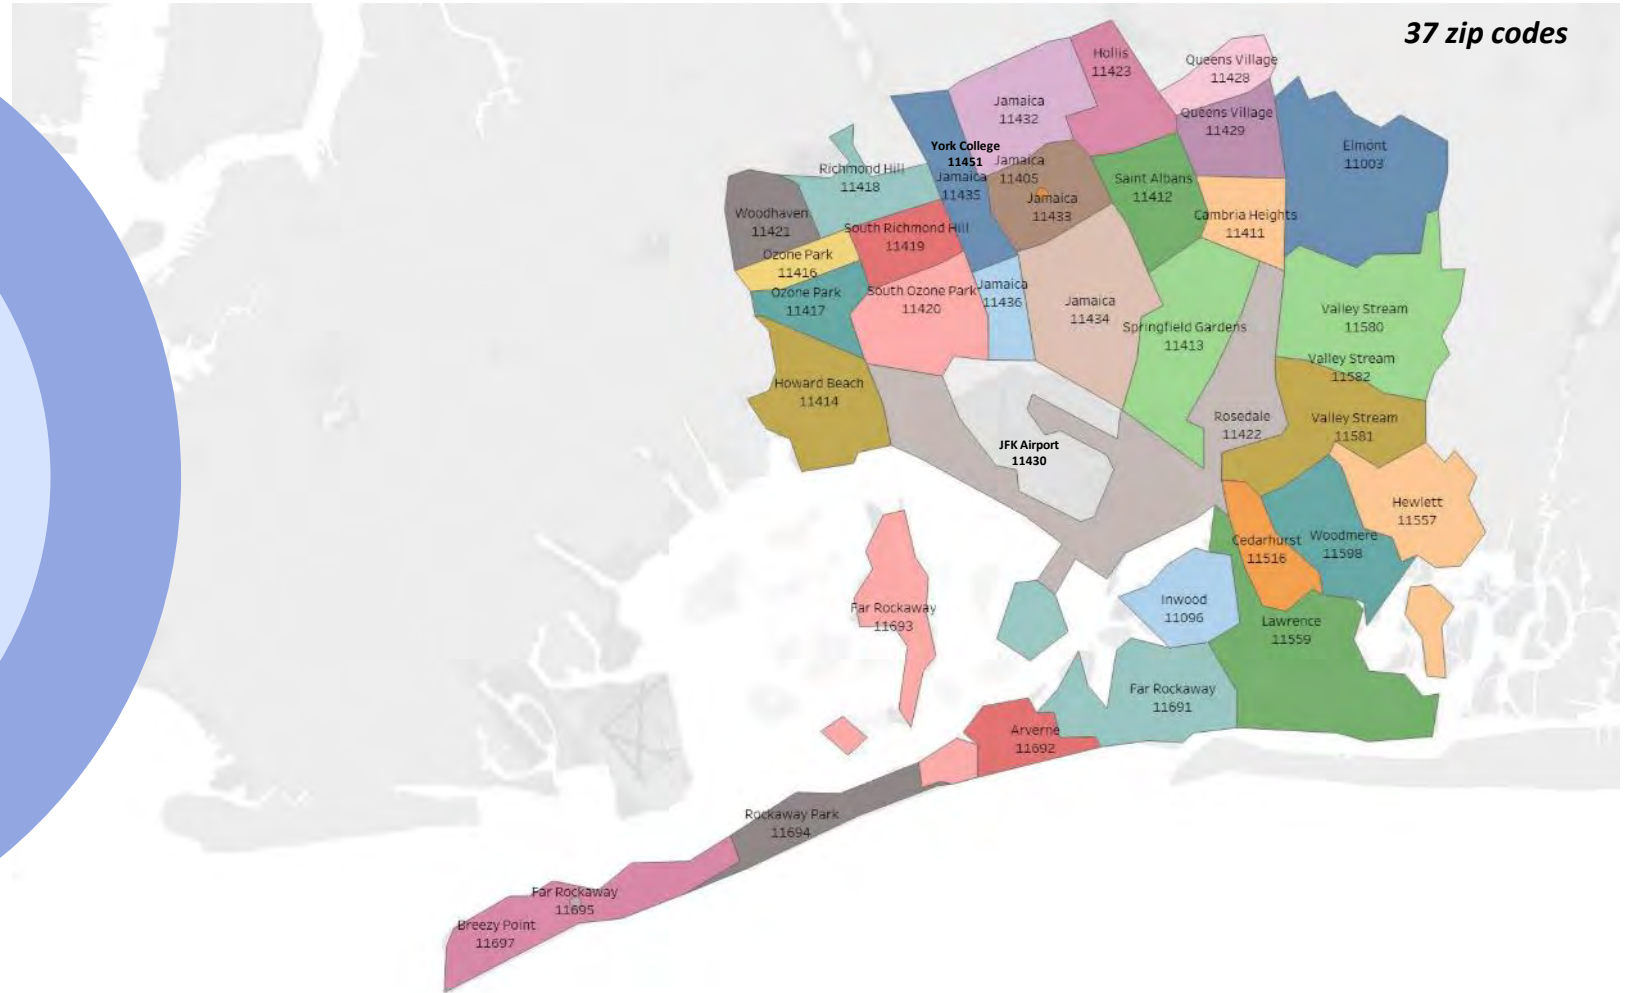 37 zip codes
Hollis
11423
Queens Village
11428
Jamaica
11432
Queens Village
11429
Elmont
11003
York College
11451
Jamaica
11405
Richmond Hill
11418
Jamaica
11435
Saint Albans
11412
Jamaica
11433
Woodhaven
11421
Cambria Heights
11411
South Richmond Hill
11419
Ozone Park
11416
Ozone Park
11417
South Ozone Park
11420
Jamaica
11436
Jamaica
11434
Springfield Gardens
11413
Valley Stream
11580
Valley Stream
11582
Howard Beach
11414
Rosedale
11422
Valley Stream
11581
JFK Airport
11430
Hewlett
11557
Cedarhurst
11516
Woodmere
11598
Inwood
11096
Far Rockaway
11693
Lawrence
11559
Far Rockaway
11691
Arverne
11692
Rockaway Park
11694
Far Rockaway
11695
Breezy Point
11697